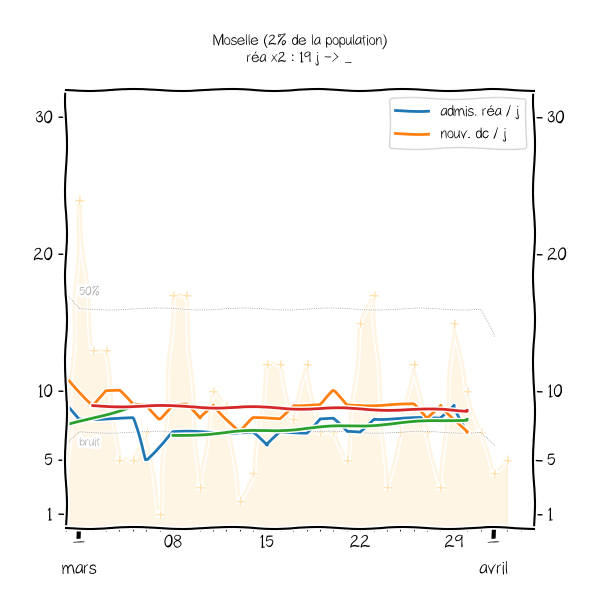 Moselle (2% de la population)
réa x2 : 19 j -> _
admis. réa / j
nouv. dc / j
30 30
20 20
50%
10 10
bruit
5 5
1 1
08 15 22 29
mars avril